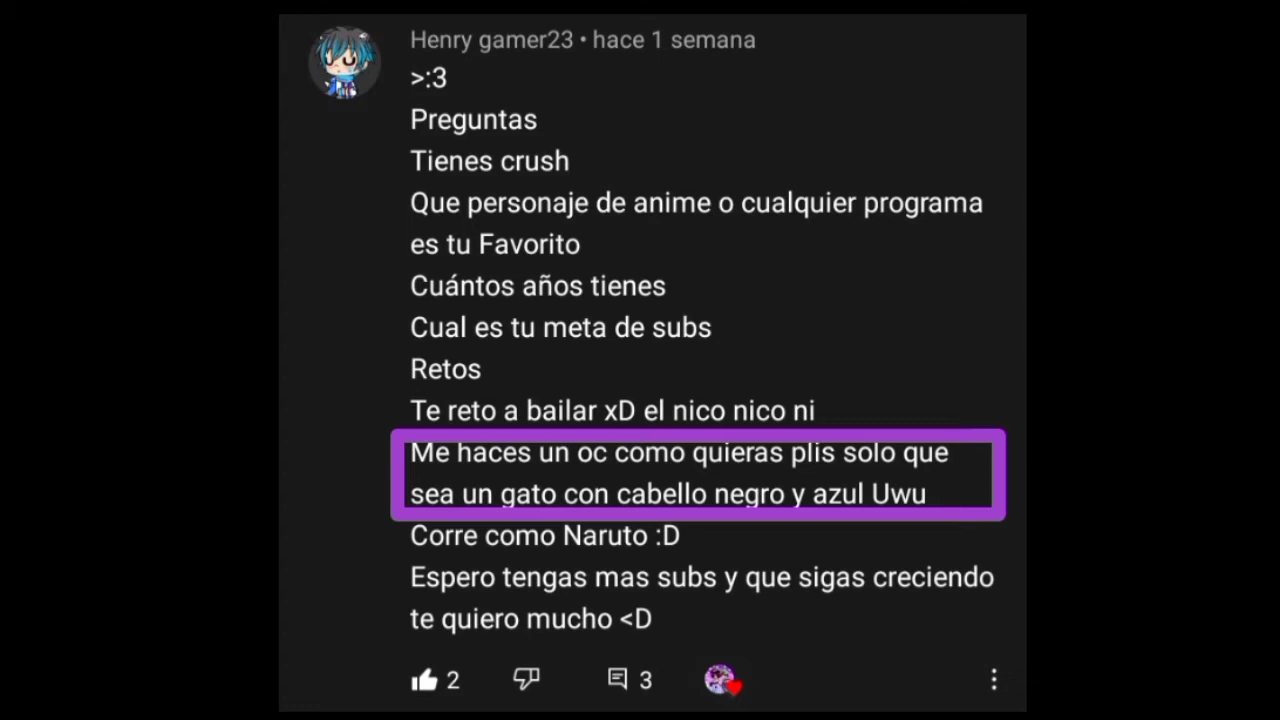 Henry gamer23 • hace 1 semana
>:3
Preguntas
Tienes crush
Que personaje de anime o cualquier programa
es tu Favorito
Cuántos años tienes
Cual es tu meta de subs
Retos
Te reto a bailar xD el nico nico ni
Me haces un oc como quieras plis solo que
sea un gato con cabello negro y azul Uwu
Corre como Naruto :D
Espero tengas mas subs y que sigas creciendo
te quiero mucho <D
2 3